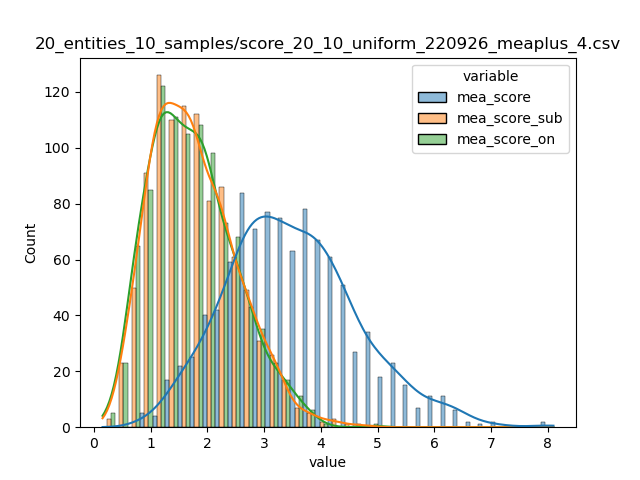 20_entities_10_samples/score_20_10_uniform_220926_meaplus_4.csv
variable
mea_score
mea_score_sub
mea_score_on
Count
120
100
80
60
40
20
0
0 1 2 3 4 5 6 7 8
value